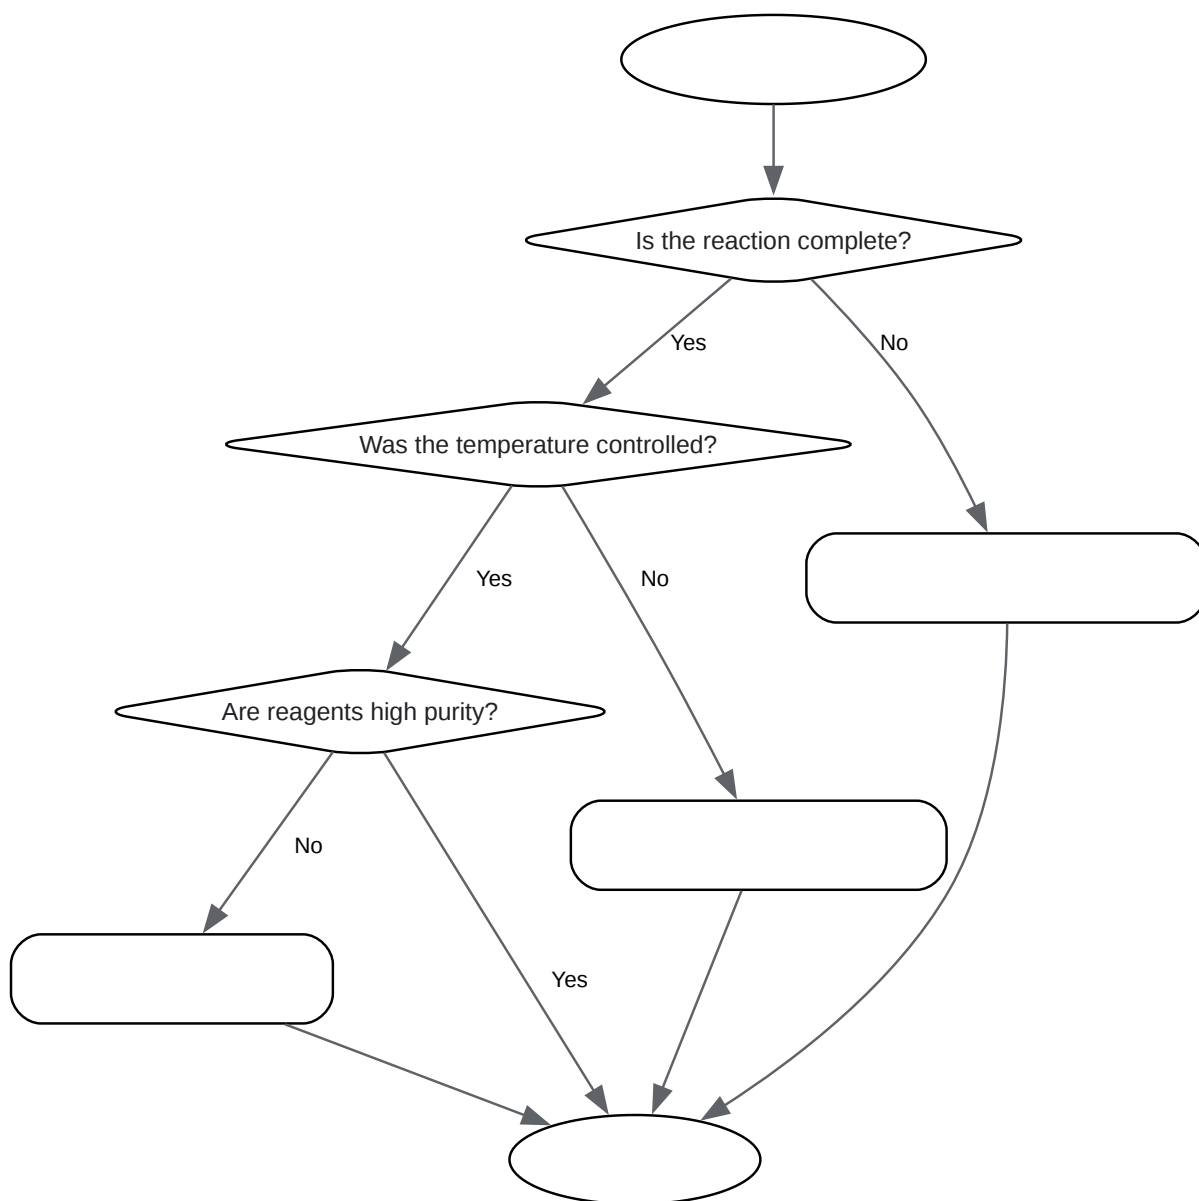 Is the reaction complete?
Yes
No
Was the temperature controlled?
Yes
No
Are reagents high purity?
No
Yes